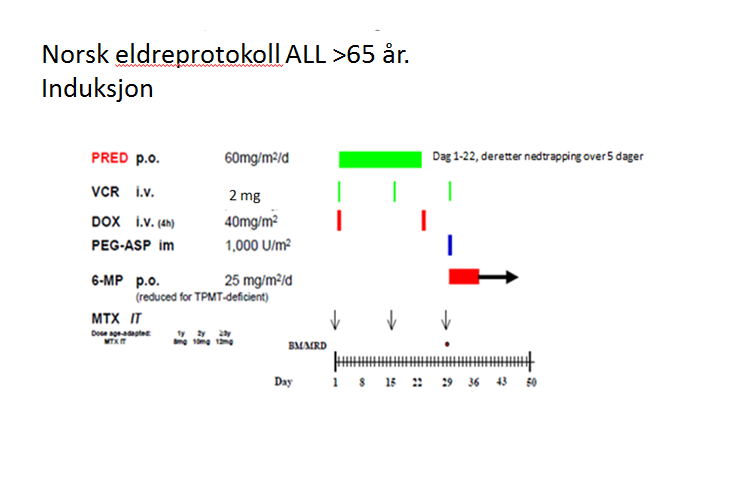 Norsk eldreprotokoll ALL >65 år.
Induksjon
PRED p.o. 60mg/m²/d Dag 1-22, deretter nedtrapping over 5 dager
VCR i.v. 2 mg
DOX i.v. (4h) 40mg/m²
PEG-ASP im 1,000 U/m²
6-MP p.o. 25 mg/m²/d
(reduced for TPMT-deficient)
MTX IT
Dose age-adapted: 1y 2y ≥3y
MTX IT 8mg 10mg 12mg
BM/MRD
Day 1 8 15 22 29 36 43 50